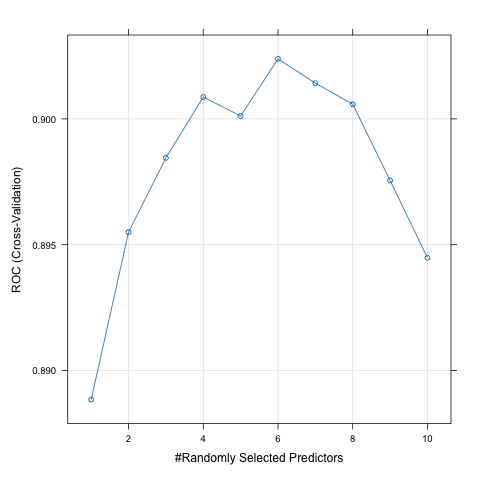 ROC (Cross-Validation)
0.900
0.895
0.890
2 4 6 8 10
#Randomly Selected Predictors